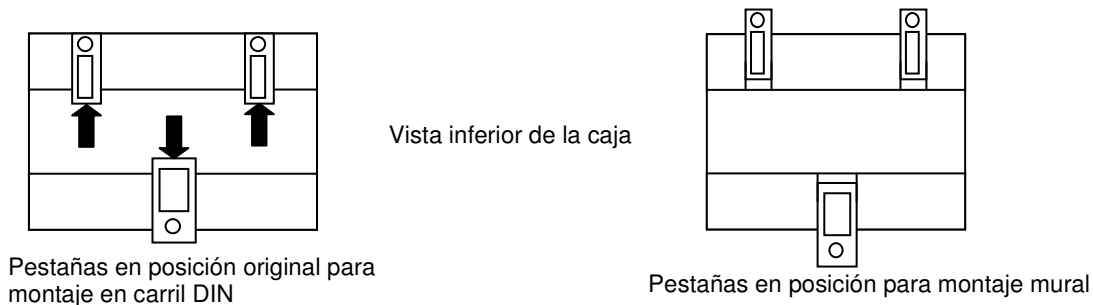 Vista inferior de la caja
Pestañas en posición original para
montaje en carril DIN
Pestañas en posición para montaje mural